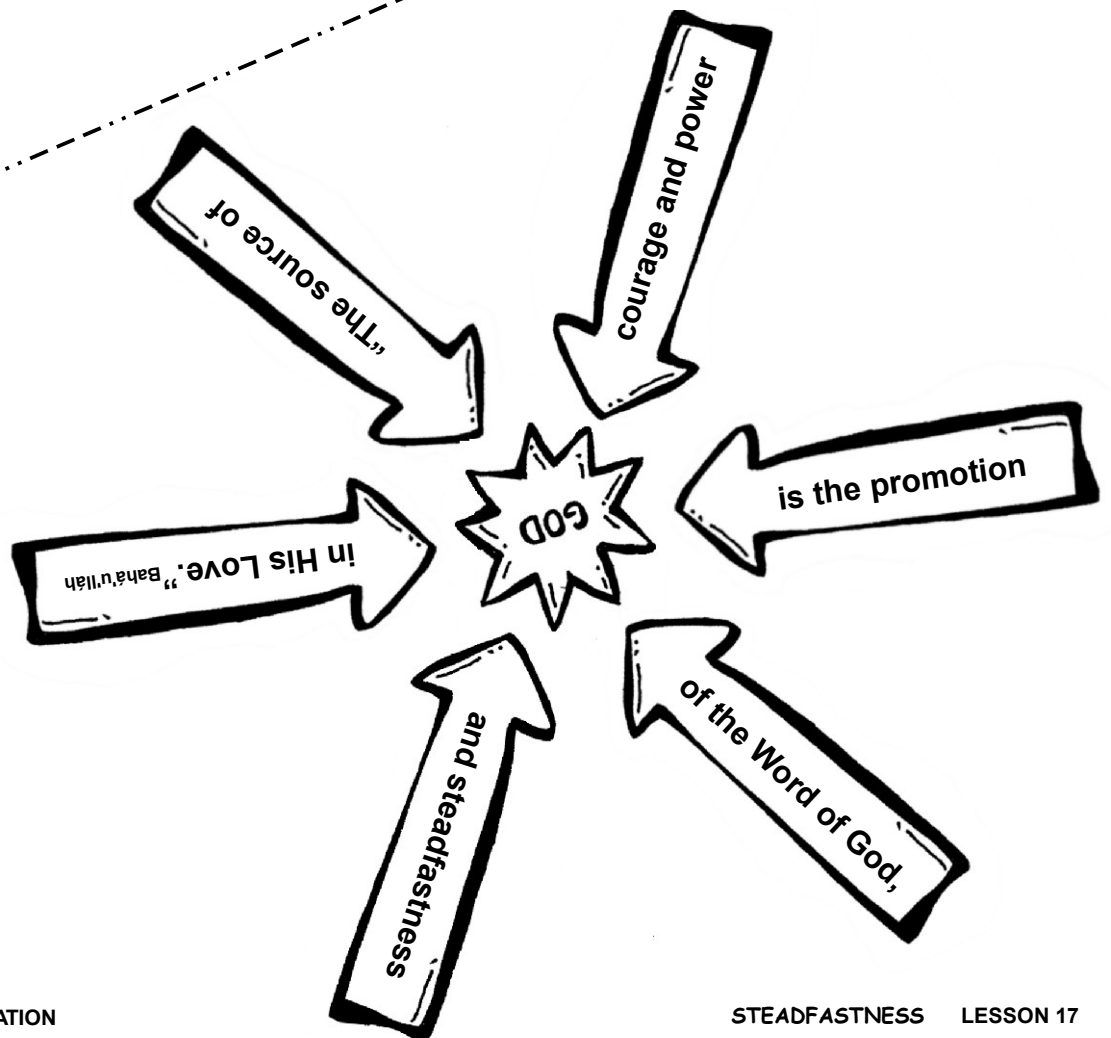 “The source of
courage and power
is the promotion
of the Word of God,
and steadfastness
in His Love.” Bahá'u'lláh
GOD
STEADFASTNESS LESSON 17